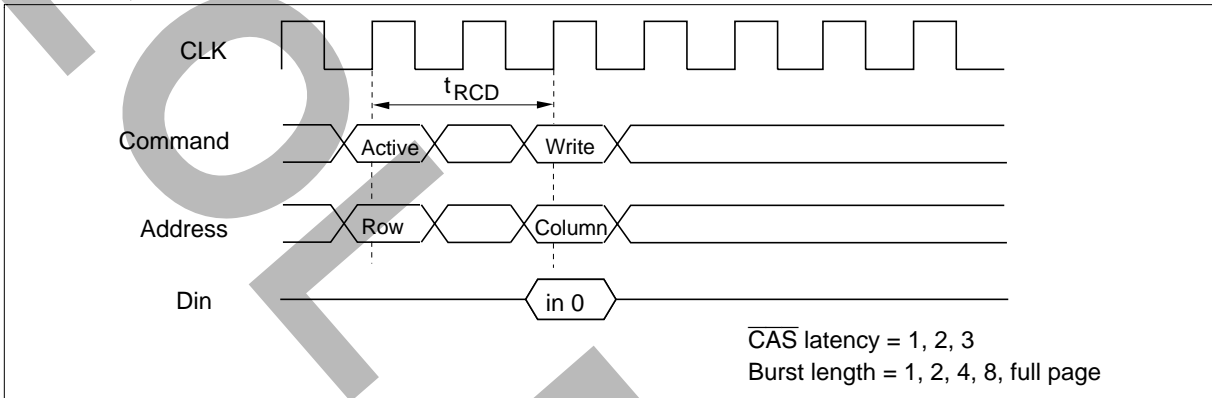 CLK
tRCD
Command
Active
Write
Address
Row
Column
Din
in 0
CAS latency = 1, 2, 3
Burst length = 1, 2, 4, 8, full page